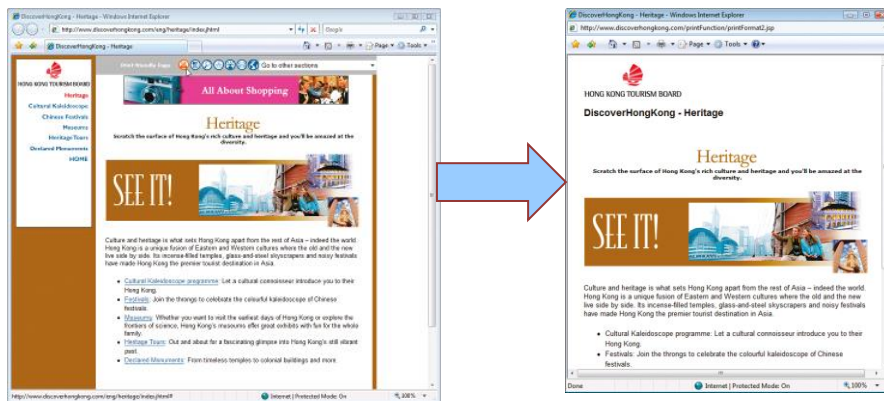 DiscoverHongKong - Heritage - Windows Internet Explorer
http://www.discoverhongkong.com/eng/heritage/index.jhtml
Google
DiscoverHongKong - Heritage
Page
Tools
HONG KONG TOURISM BOARD
Heritage
Cultural Kaleidoscope
Chinese Festivals
Museums
Heritage Tours
Declared Monuments
HOME
Print Friendly Page
Go to other sections
All About Shopping
Heritage
Scratch the surface of Hong Kong's rich culture and heritage and you'll be amazed at the
diversity.
SEE IT!
Culture and heritage is what sets Hong Kong apart from the rest of Asia – indeed the world.
Hong Kong is a unique fusion of Eastern and Western cultures where the old and the new
live side by side. Its incense-filled temples, glass-and-steel skyscrapers and noisy festivals
have made Hong Kong the premier tourist destination in Asia.
• Cultural Kaleidoscope programme: Let a cultural connoisseur introduce you to their
Hong Kong.
• Festivals: Join the throngs to celebrate the colourful kaleidoscope of Chinese
festivals.
• Museums: Whether you want to visit the earliest days of Hong Kong or explore the
frontiers of science, Hong Kong's museums offer great exhibits with fun for the whole
family.
• Heritage Tours: Out and about for a fascinating glimpse into Hong Kong's still vibrant
past.
• Declared Monuments: From timeless temples to colonial buildings and more.
http://www.discoverhongkong.com/eng/heritage/index.jhtml#
Internet | Protected Mode: On
100%
DiscoverHongKong - Heritage - Windows Internet Explorer
http://www.discoverhongkong.com/printFunction/printFormat2.jsp
Page
Tools
HONG KONG TOURISM BOARD
DiscoverHongKong - Heritage
Heritage
Scratch the surface of Hong Kong's rich culture and heritage and you'll be amazed at the
diversity.
SEE IT!
Culture and heritage is what sets Hong Kong apart from the rest of Asia – indeed the world.
Hong Kong is a unique fusion of Eastern and Western cultures where the old and the new
live side by side. Its incense-filled temples, glass-and-steel skyscrapers and noisy festivals
have made Hong Kong the premier tourist destination in Asia.
• Cultural Kaleidoscope programme: Let a cultural connoisseur introduce you to their
Hong Kong.
• Festivals: Join the throngs to celebrate the colourful kaleidoscope of Chinese
festivals.
Done
Internet | Protected Mode: On
100%